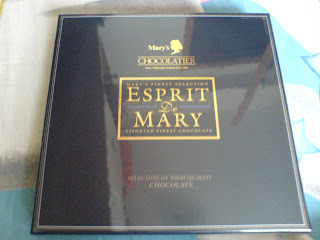 Mary's
CHOCOLATIER
MARY'S FINEST SELECTION
ESPRIT
De
MARY
ASSORTED FINEST CHOCOLATE
SELECTION OF HIGH QUALITY
CHOCOLATE